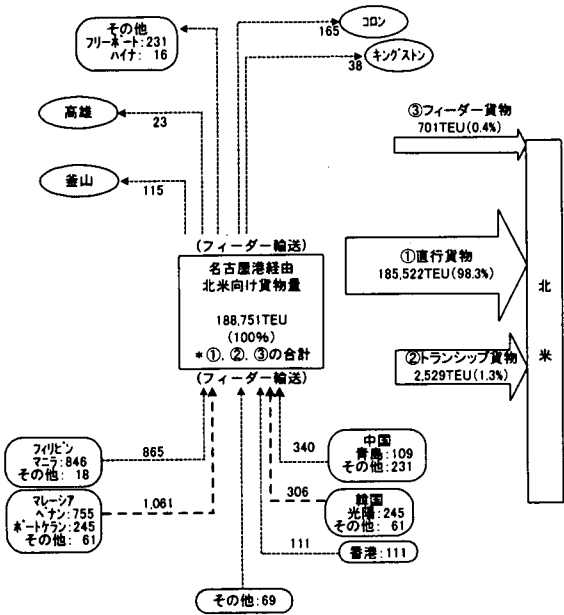 その他
フリーポート:231
ハイナ: 16
165
コロン
38
キングストン
高雄
23
釜山
115
③フィーダー貨物
701TEU(0.4%)
(フィーダー輸送)
名古屋港経由
北米向け貨物量
188,751TEU
(100%)
*①、②、③の合計
(フィーダー輸送)
①直行貨物
185,522TEU(98.3%)
②トランシップ貨物
2,529TEU(1.3%)
北
米
フィリピン
マニラ:846
その他: 18
865
マレーシア
ペナン:755
ポートケラン:245
その他: 61
1,061
340
中国
青島:109
その他:231
306
韓国
光陽:245
その他: 61
111
香港:111
その他:69